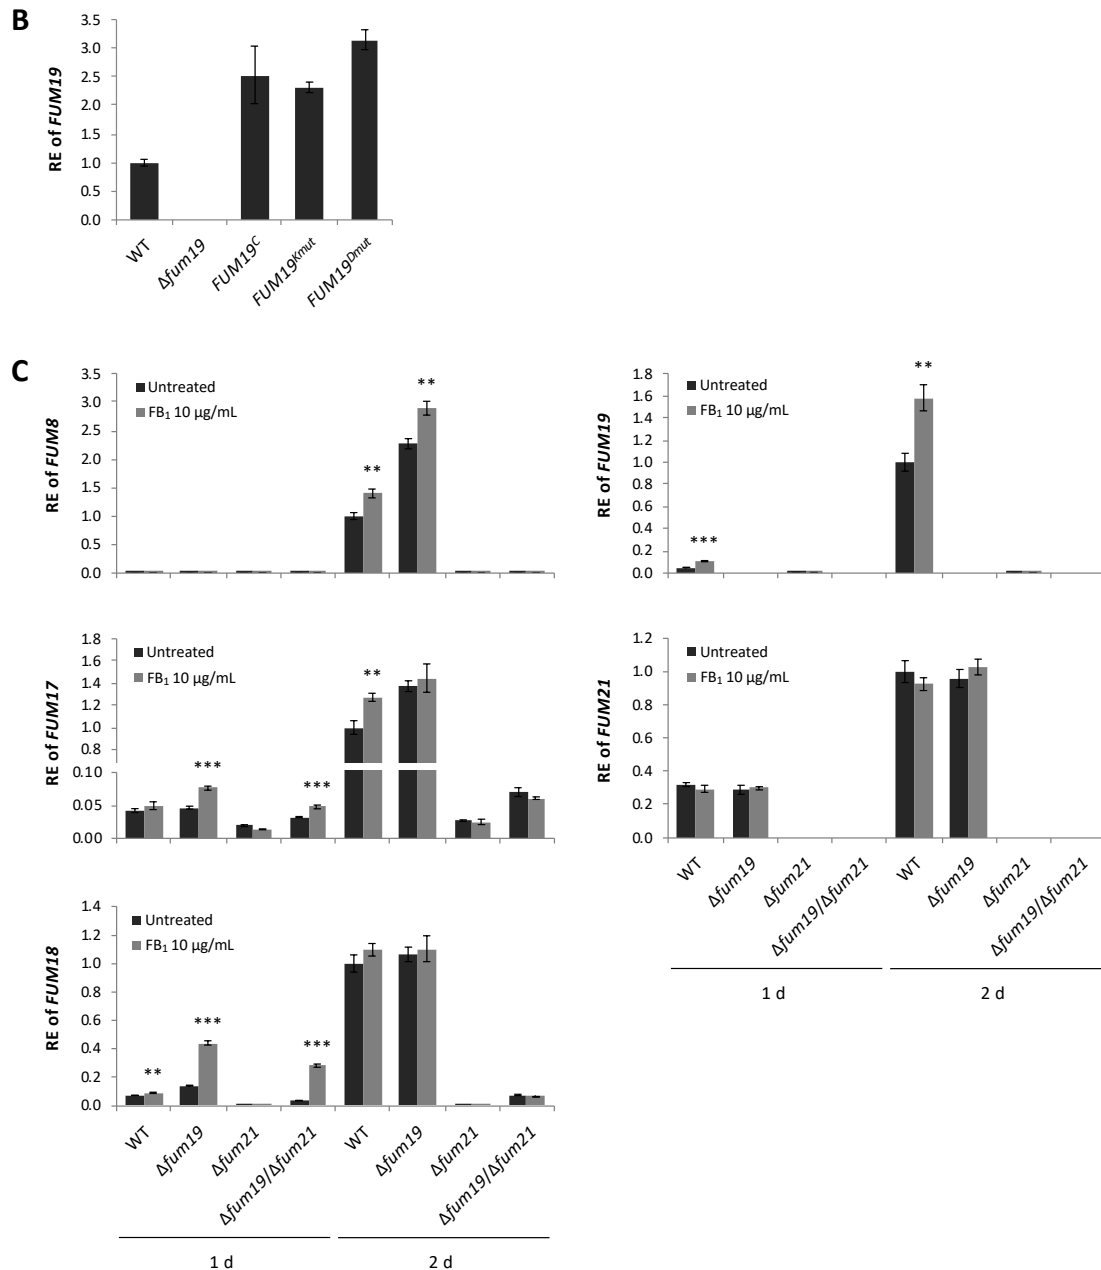 B
RE of FUM19
3.5
3.0
2.5
2.0
1.5
1.0
0.5
0.0
WT
Δfum19
FUM19^C
FUM19^Kmut
FUM19^Dmut
C
RE of FUM8
3.5
3.0
2.5
2.0
1.5
1.0
0.5
0.0
Untreated
FB₁ 10 µg/mL
**
**
RE of FUM19
1.8
1.6
1.4
1.2
1.0
0.8
0.6
0.4
0.2
0.0
Untreated
FB₁ 10 µg/mL
***
**
RE of FUM17
1.8
1.6
1.4
1.2
1.0
0.8
0.10
0.05
0.00
Untreated
FB₁ 10 µg/mL
***
***
**
RE of FUM21
1.2
1.0
0.8
0.6
0.4
0.2
0.0
Untreated
FB₁ 10 µg/mL
WT
Δfum19
Δfum21
Δfum19/Δfum21
WT
Δfum19
Δfum21
Δfum19/Δfum21
1 d
2 d
RE of FUM18
1.4
1.2
1.0
0.8
0.6
0.4
0.2
0.0
Untreated
FB₁ 10 µg/mL
**
***
***
WT
Δfum19
Δfum21
Δfum19/Δfum21
WT
Δfum19
Δfum21
Δfum19/Δfum21
1 d
2 d